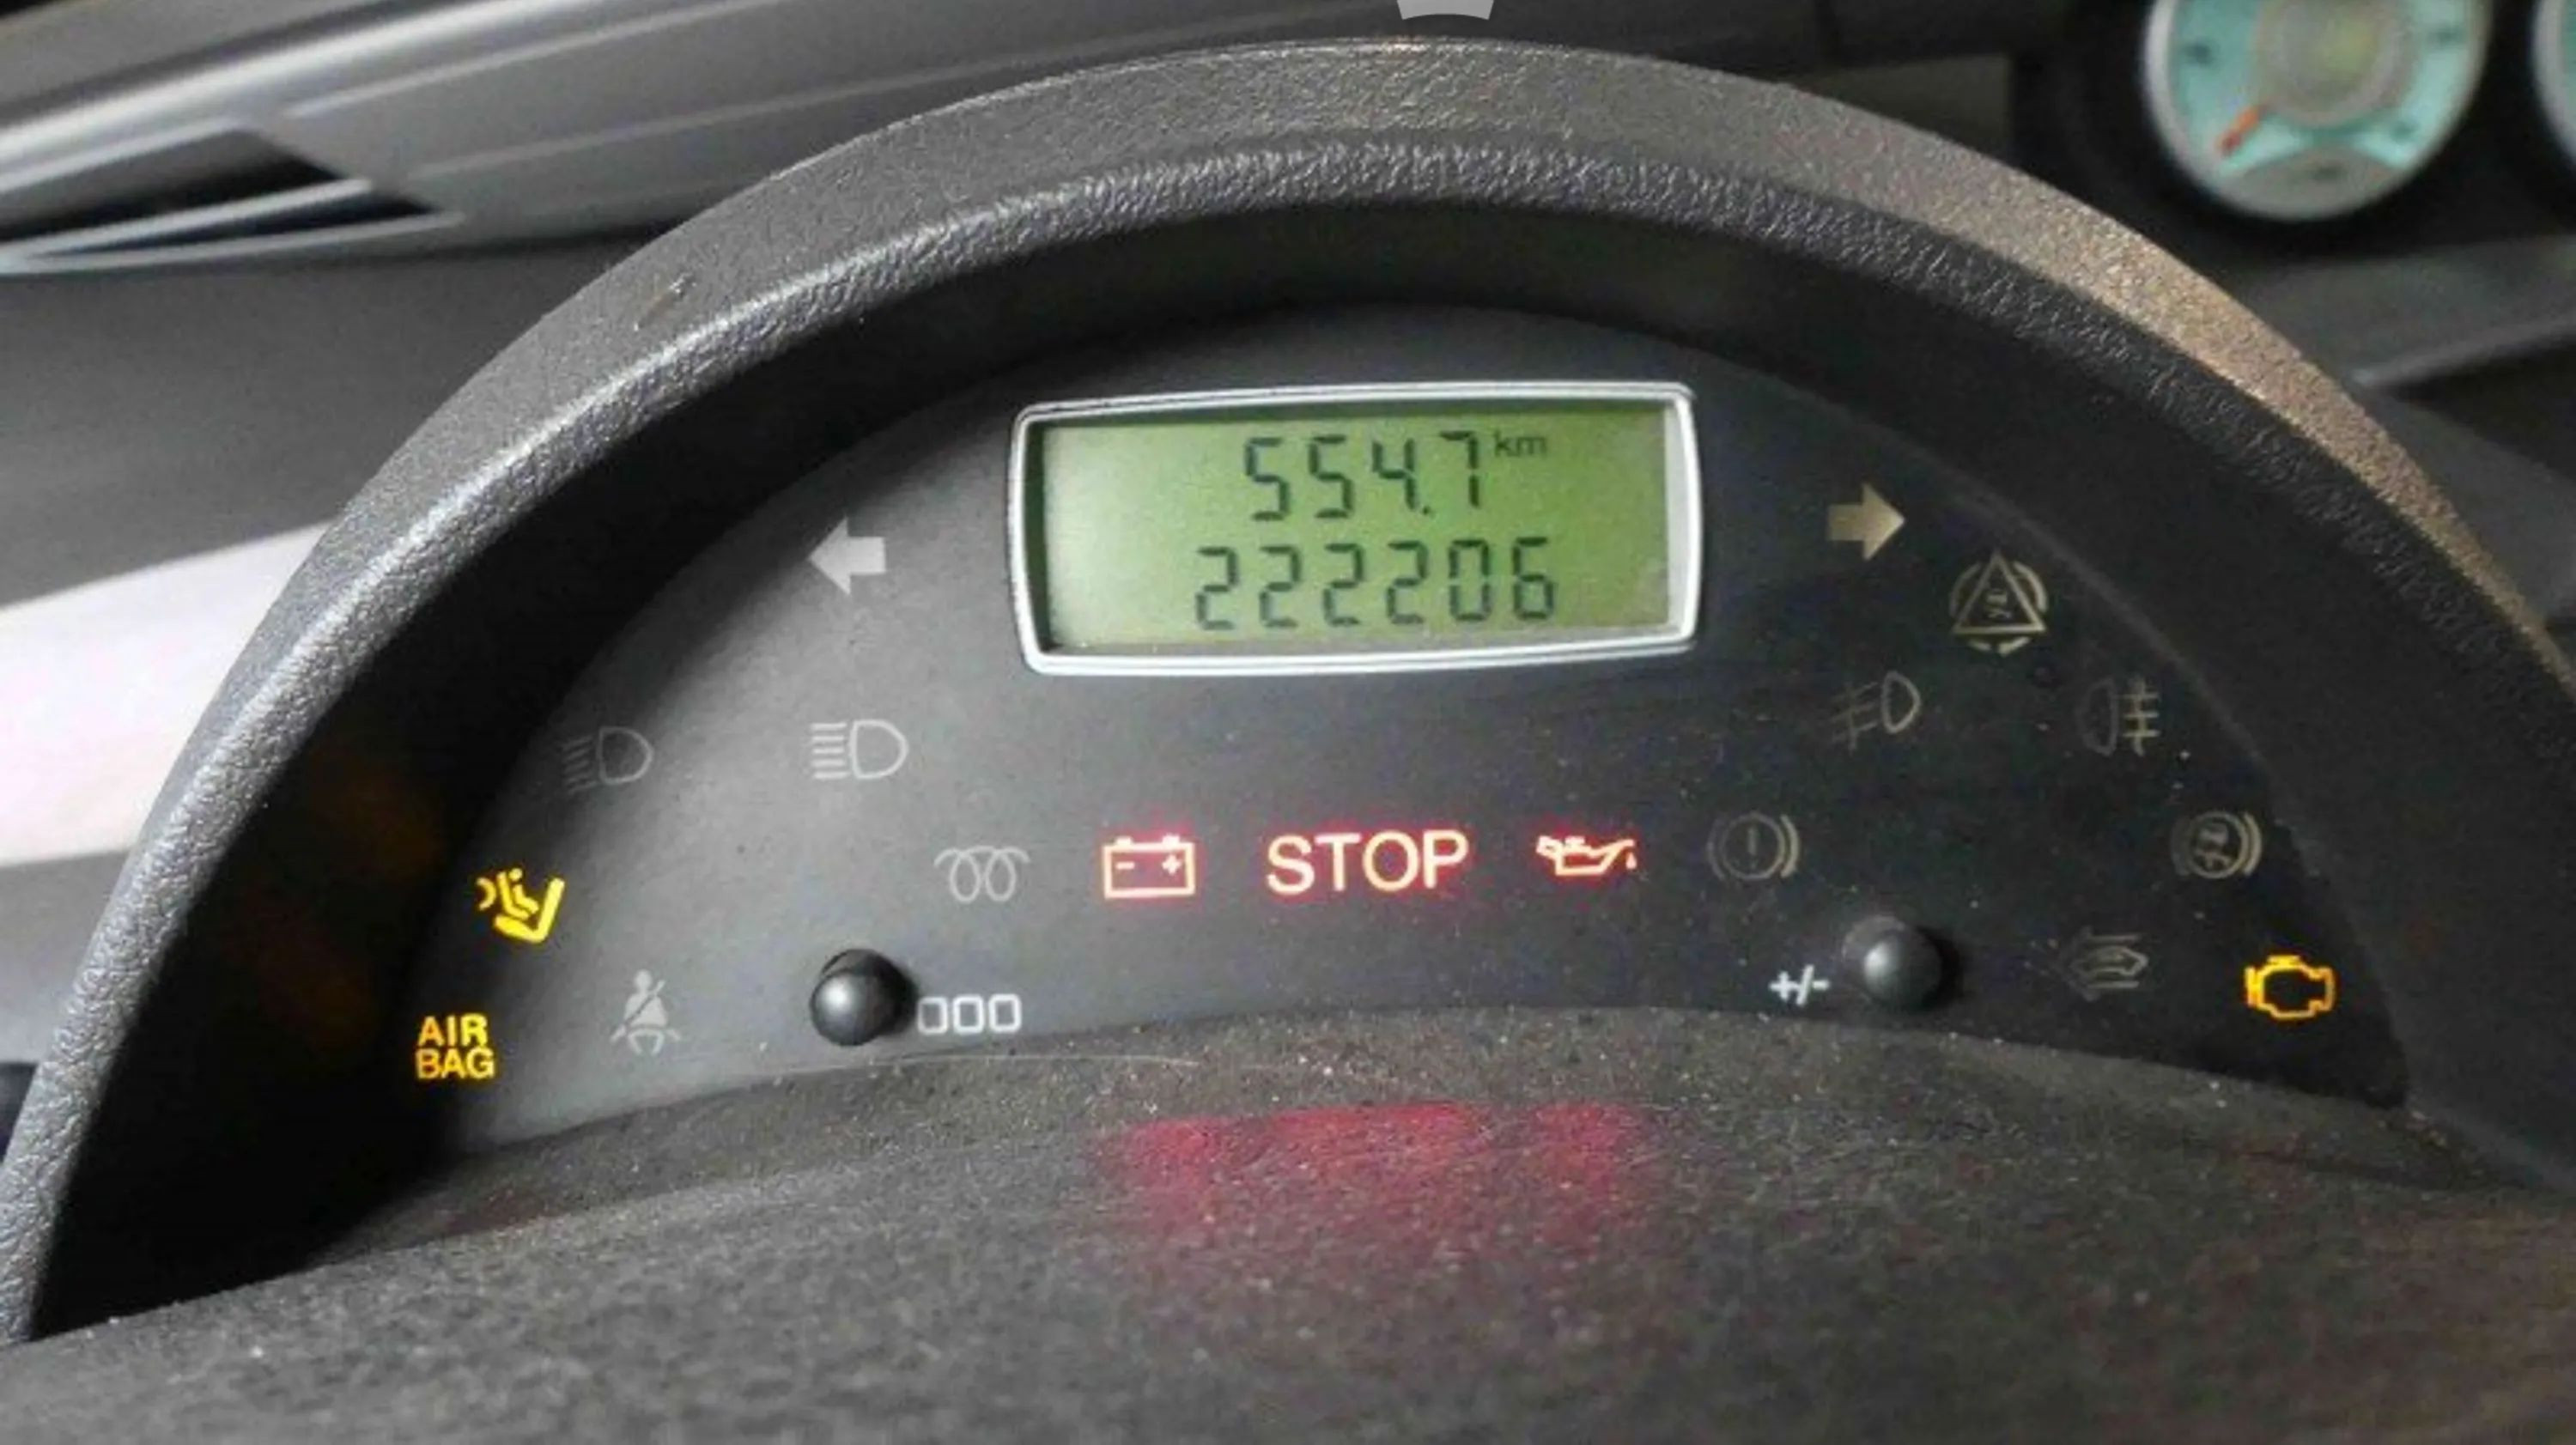 554.7 km
222206
STOP
000
+/-
AIR
BAG